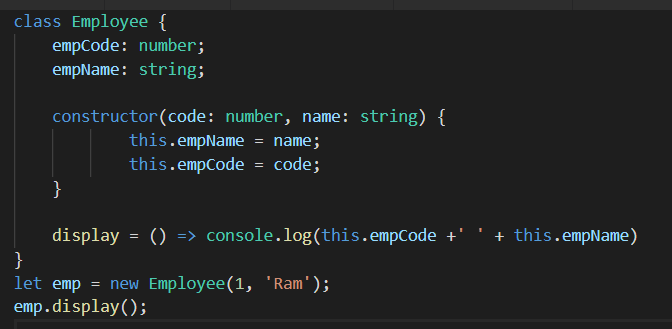 class Employee {
    empCode: number;
    empName: string;

    constructor(code: number, name: string) {
            this.empName = name;
            this.empCode = code;
    }

    display = () => console.log(this.empCode +' ' + this.empName)
}
let emp = new Employee(1, 'Ram');
emp.display();